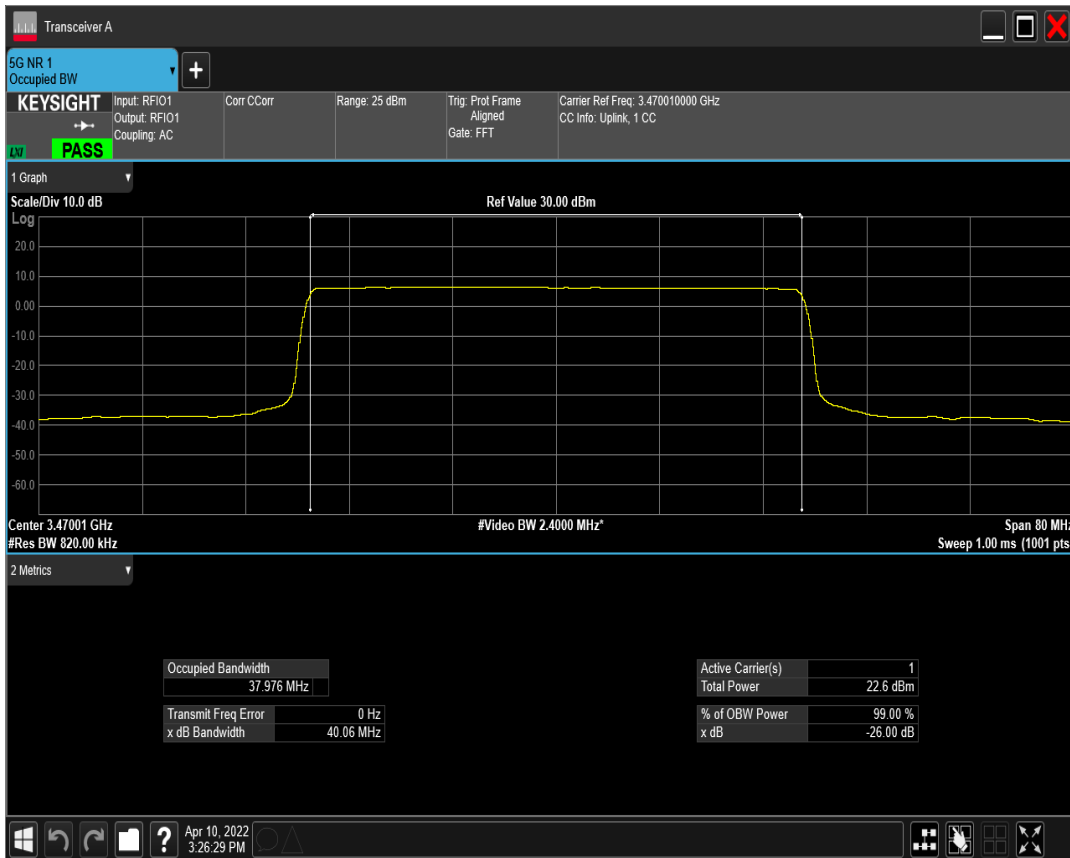 Transceiver A
5G NR 1
Occupied BW
+
KEYSIGHT
LXI
PASS
Input: RFIO1
Output: RFIO1
Coupling: AC
Corr CCorr
Range: 25 dBm
Trig: Prot Frame
Aligned
Gate: FFT
Carrier Ref Freq: 3.470010000 GHz
CC Info: Uplink, 1 CC
1 Graph
Scale/Div 10.0 dB
Ref Value 30.00 dBm
Log
20.0
10.0
0.00
-10.0
-20.0
-30.0
-40.0
-50.0
-60.0
Center 3.47001 GHz
#Video BW 2.4000 MHz*
Span 80 MHz
#Res BW 820.00 kHz
Sweep 1.00 ms (1001 pts
2 Metrics
Occupied Bandwidth
37.976 MHz
Transmit Freq Error 0 Hz
x dB Bandwidth 40.06 MHz
Active Carrier(s) 1
Total Power 22.6 dBm
% of OBW Power 99.00 %
x dB -26.00 dB
?
Apr 10, 2022
3:26:29 PM